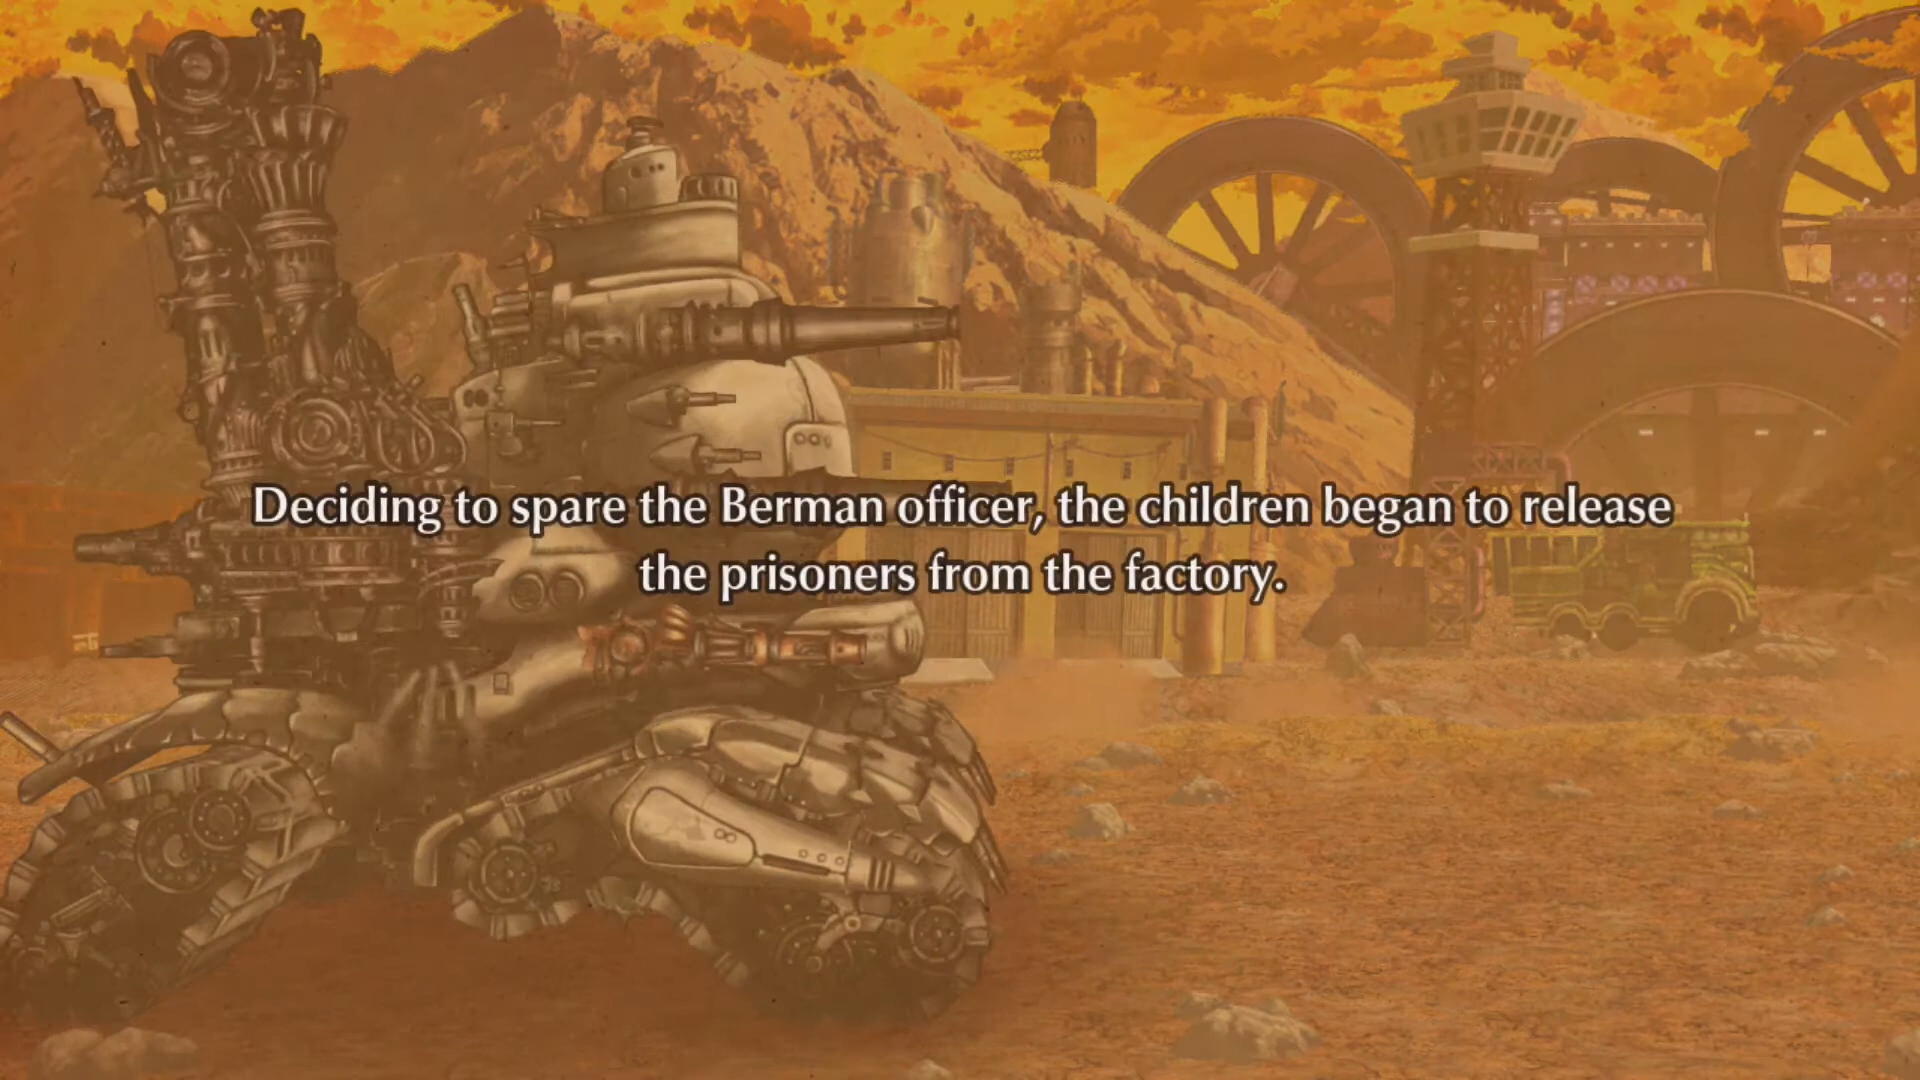 Deciding to spare the Berman officer, the children began to release
the prisoners from the factory.